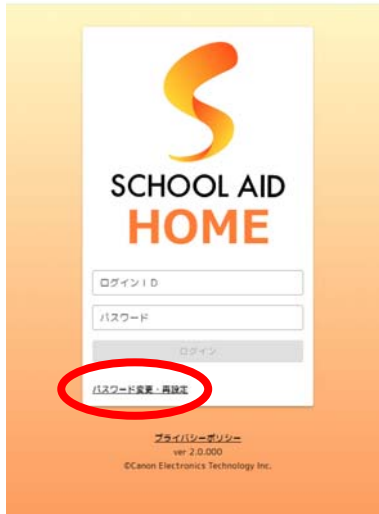 SCHOOL AID
HOME
ログインID
パスワード
ログイン
パスワード変更・再設定
プライバシーポリシー
ver 2.0.000
©Canon Electronics Technology Inc.